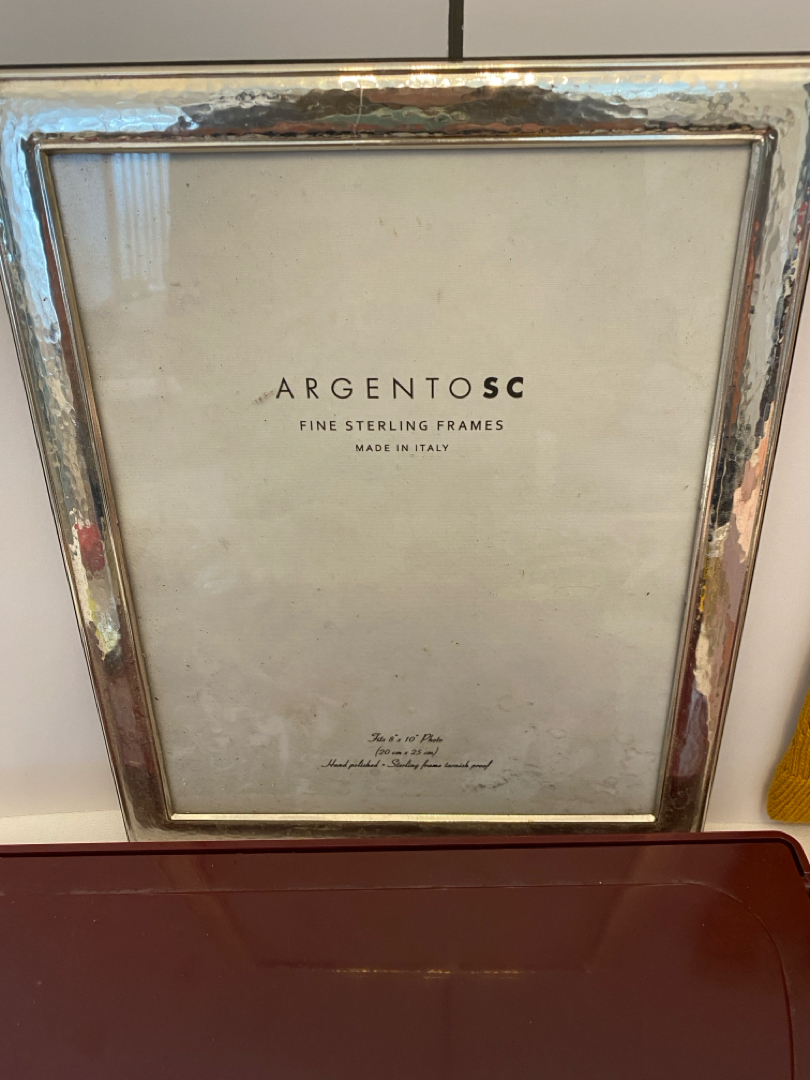 ARGENTOSC
FINE STERLING FRAMES
MADE IN ITALY
Fits 8" x 10" Photo
(20 cm x 25 cm)
Hand polished - Sterling frame tarnish proof